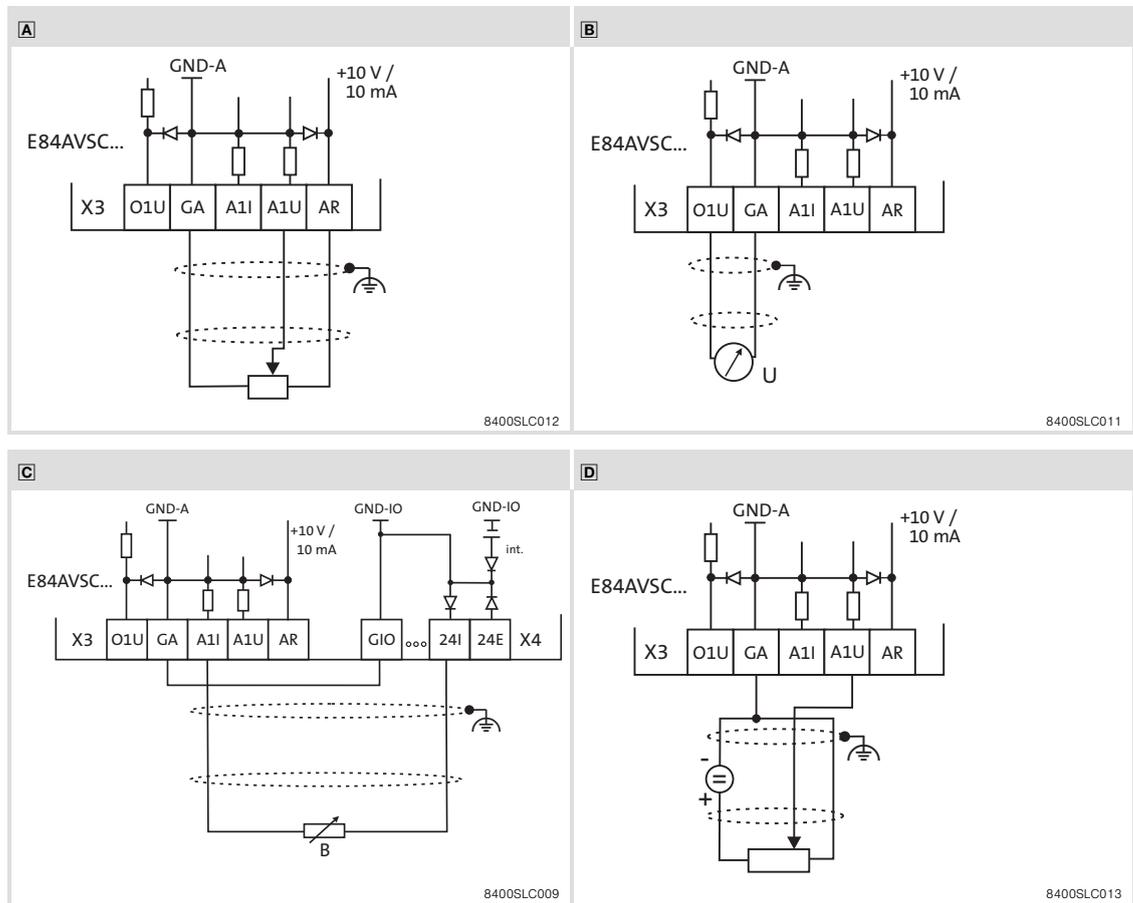 A
GND-A
+10 V /
10 mA
E84AVSC...
X3 O1U GA A1I A1U AR
8400SLC012
B
GND-A
+10 V /
10 mA
E84AVSC...
X3 O1U GA A1I A1U AR
U
8400SLC011
C
GND-A GND-IO GND-IO
+10 V /
10 mA
int.
E84AVSC...
X3 O1U GA A1I A1U AR GIO 24I 24E X4
B
8400SLC009
D
GND-A
+10 V /
10 mA
E84AVSC...
X3 O1U GA A1I A1U AR
-
+
8400SLC013